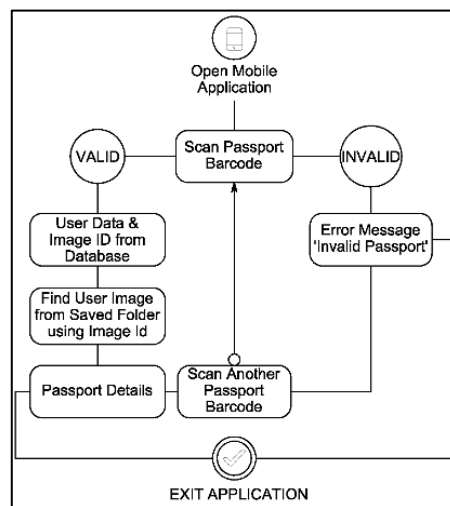 Open Mobile
Application
VALID
Scan Passport
Barcode
INVALID
User Data &
Image ID from
Database
Error Message
'Invalid Passport'
Find User Image
from Saved Folder
using Image Id
Passport Details
Scan Another
Passport
Barcode
EXIT APPLICATION